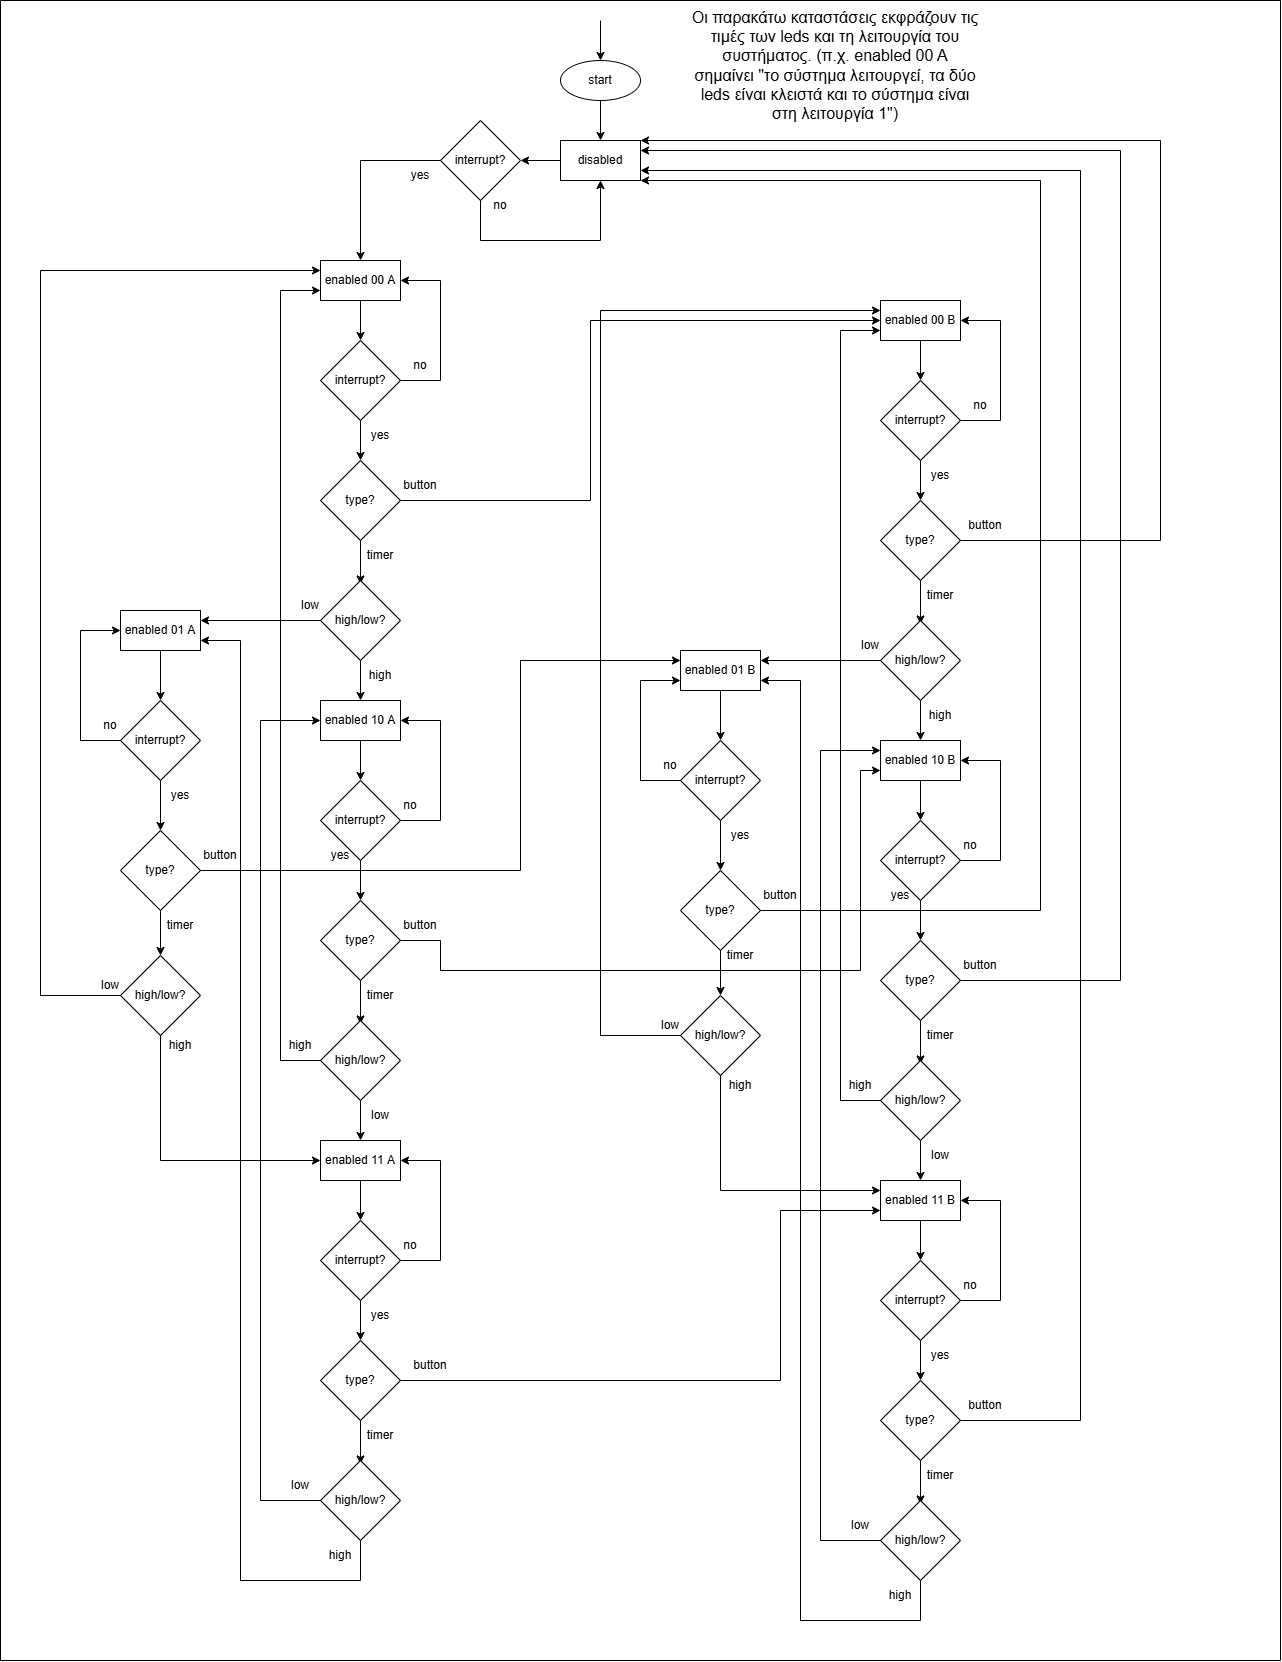 Οι παρακάτω καταστάσεις εκφράζουν τις
τιμές των leds και τη λειτουργία του
συστήματος. (π.χ. enabled 00 A
σημαίνει "το σύστημα λειτουργεί, τα δύο
leds είναι κλειστά και το σύστημα είναι
στη λειτουργία 1")
start
interrupt?
disabled
yes
no
enabled 00 A
enabled 00 B
no
interrupt?
no
interrupt?
yes
yes
button
type?
button
type?
timer
timer
low
high/low?
enabled 01 A
low
high/low?
enabled 01 B
high
high
enabled 10 A
no
interrupt?
enabled 10 B
no
interrupt?
yes
no
interrupt?
yes
no
interrupt?
yes
button
type?
yes
button
type?
timer
button
type?
timer
button
type?
low
high/low?
timer
low
high/low?
timer
high
high
high/low?
high
high
high/low?
low
low
enabled 11 A
enabled 11 B
no
interrupt?
no
interrupt?
yes
yes
button
type?
button
type?
timer
timer
low
high/low?
low
high/low?
high
high